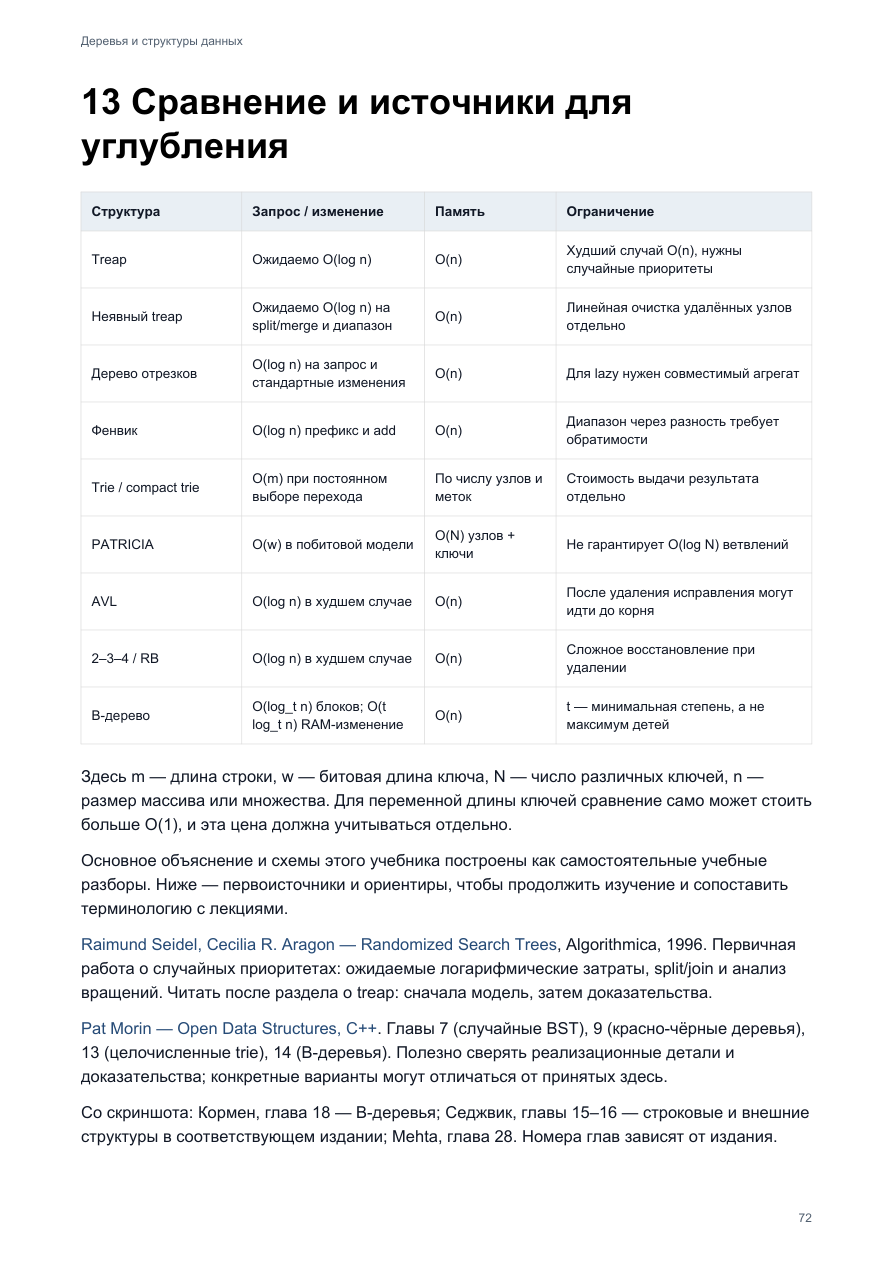 Деревья и структуры данных
13 Сравнение и источники для
углубления
Структура Запрос / изменение Память Ограничение
Treap Ожидаемо O(log n) O(n) Худший случай O(n), нужны
случайные приоритеты
Неявный treap Ожидаемо O(log n) на
split/merge и диапазон O(n) Линейная очистка удалённых узлов
отдельно
Дерево отрезков O(log n) на запрос и
стандартные изменения O(n) Для lazy нужен совместимый агрегат
Фенвик O(log n) префикс и add O(n) Диапазон через разность требует
обратимости
Trie / compact trie O(m) при постоянном
выборе перехода По числу узлов и
меток Стоимость выдачи результата
отдельно
PATRICIA O(w) в побитовой модели O(N) узлов +
ключи Не гарантирует O(log N) ветвлений
AVL O(log n) в худшем случае O(n) После удаления исправления могут
идти до корня
2–3–4 / RB O(log n) в худшем случае O(n) Сложное восстановление при
удалении
B-дерево O(log_t n) блоков; O(t
log_t n) RAM-изменение O(n) t — минимальная степень, а не
максимум детей
Здесь m — длина строки, w — битовая длина ключа, N — число различных ключей, n —
размер массива или множества. Для переменной длины ключей сравнение само может стоить
больше O(1), и эта цена должна учитываться отдельно.
Основное объяснение и схемы этого учебника построены как самостоятельные учебные
разборы. Ниже — первоисточники и ориентиры, чтобы продолжить изучение и сопоставить
терминологию с лекциями.
Raimund Seidel, Cecilia R. Aragon — Randomized Search Trees, Algorithmica, 1996. Первичная
работа о случайных приоритетах: ожидаемые логарифмические затраты, split/join и анализ
вращений. Читать после раздела о treap: сначала модель, затем доказательства.
Pat Morin — Open Data Structures, C++. Главы 7 (случайные BST), 9 (красно-чёрные деревья),
13 (целочисленные trie), 14 (B-деревья). Полезно сверять реализационные детали и
доказательства; конкретные варианты могут отличаться от принятых здесь.
Со скриншота: Кормен, глава 18 — B-деревья; Седжвик, главы 15–16 — строковые и внешние
структуры в соответствующем издании; Mehta, глава 28. Номера глав зависят от издания.
72